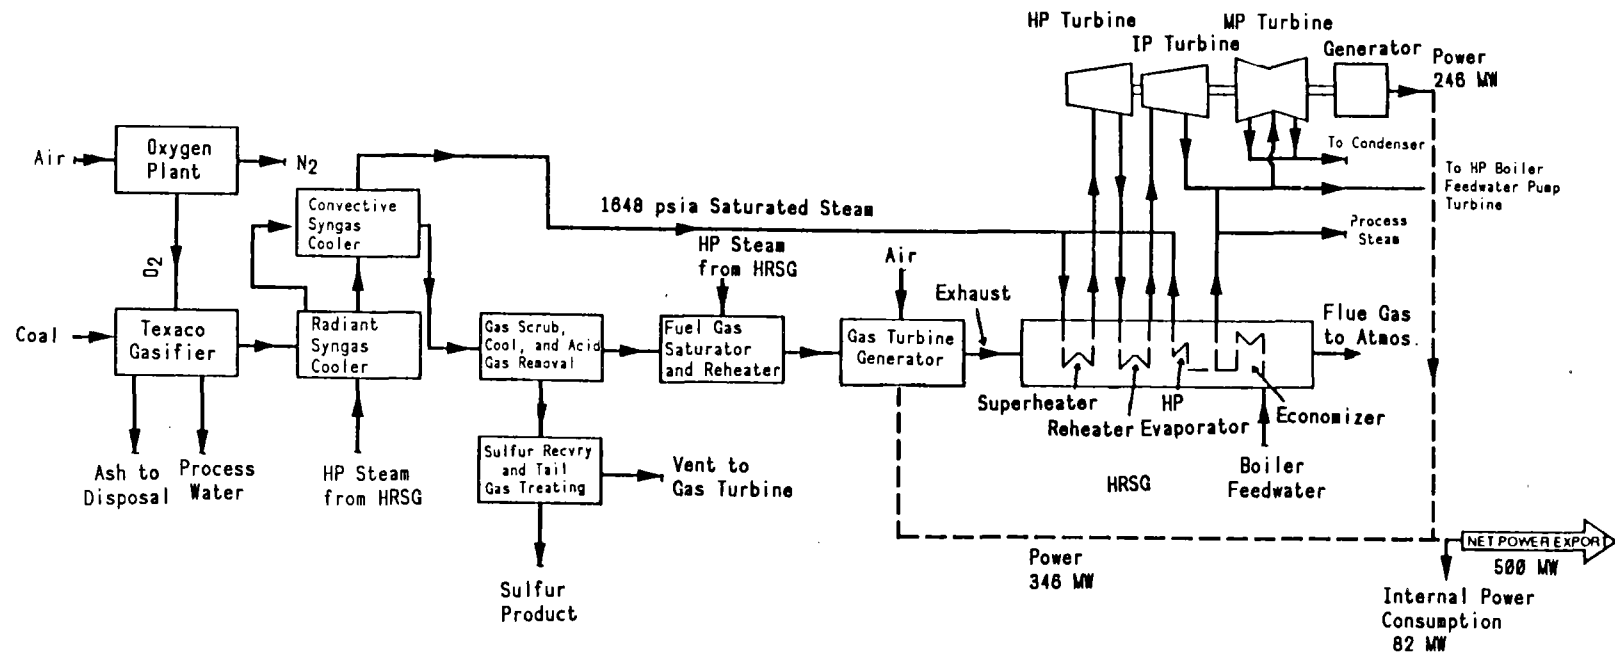 HP Turbine
MP Turbine
IP Turbine
Generator
Power
246 MW
Air
Oxygen
Plant
N2
To Condenser
To HP Boiler
Feedwater Pump
Turbine
Convective
Syngas
Cooler
1648 psia Saturated Steam
Process
Steam
HP Steam
from HRSG
Air
O2
Exhaust
Coal
Texaco
Gasifier
Radiant
Syngas
Cooler
Gas Scrub,
Cool, and Acid
Gas Removal
Fuel Gas
Saturator
and Reheater
Gas Turbine
Generator
Flue Gas
to Atmos.
Superheater
HP
Economizer
Reheater
Evaporator
Ash to
Disposal
Process
Water
HP Steam
from HRSG
Sulfur Recvry
and Tail
Gas Treating
Vent to
Gas Turbine
HRSG
Boiler
Feedwater
Power
346 MW
NET POWER EXPORT
500 MW
Sulfur
Product
Internal Power
Consumption
82 MW